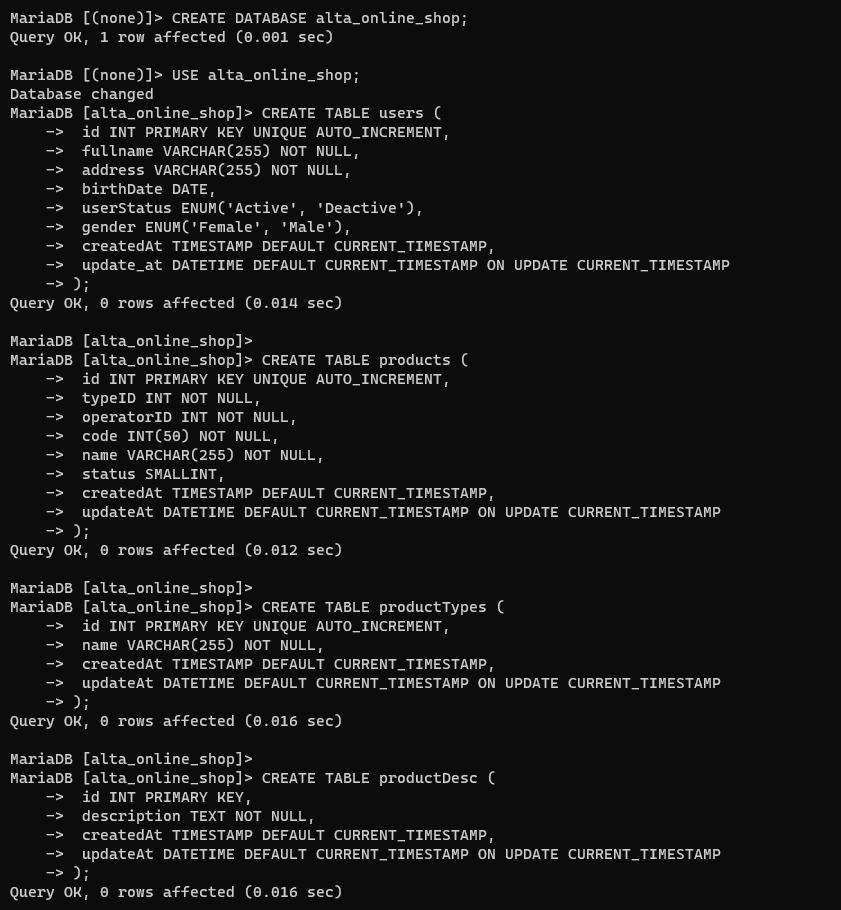 MariaDB [(none)]> CREATE DATABASE alta_online_shop;
Query OK, 1 row affected (0.001 sec)
MariaDB [(none)]> USE alta_online_shop;
Database changed
MariaDB [alta_online_shop]> CREATE TABLE users (
    ->  id INT PRIMARY KEY UNIQUE AUTO_INCREMENT,
    ->  fullname VARCHAR(255) NOT NULL,
    ->  address VARCHAR(255) NOT NULL,
    ->  birthDate DATE,
    ->  userStatus ENUM('Active', 'Deactive'),
    ->  gender ENUM('Female', 'Male'),
    ->  createdAt TIMESTAMP DEFAULT CURRENT_TIMESTAMP,
    ->  update_at DATETIME DEFAULT CURRENT_TIMESTAMP ON UPDATE CURRENT_TIMESTAMP
    -> );
Query OK, 0 rows affected (0.014 sec)
MariaDB [alta_online_shop]>
MariaDB [alta_online_shop]> CREATE TABLE products (
    ->  id INT PRIMARY KEY UNIQUE AUTO_INCREMENT,
    ->  typeID INT NOT NULL,
    ->  operatorID INT NOT NULL,
    ->  code INT(50) NOT NULL,
    ->  name VARCHAR(255) NOT NULL,
    ->  status SMALLINT,
    ->  createdAt TIMESTAMP DEFAULT CURRENT_TIMESTAMP,
    ->  updateAt DATETIME DEFAULT CURRENT_TIMESTAMP ON UPDATE CURRENT_TIMESTAMP
    -> );
Query OK, 0 rows affected (0.012 sec)
MariaDB [alta_online_shop]>
MariaDB [alta_online_shop]> CREATE TABLE productTypes (
    ->  id INT PRIMARY KEY UNIQUE AUTO_INCREMENT,
    ->  name VARCHAR(255) NOT NULL,
    ->  createdAt TIMESTAMP DEFAULT CURRENT_TIMESTAMP,
    ->  updateAt DATETIME DEFAULT CURRENT_TIMESTAMP ON UPDATE CURRENT_TIMESTAMP
    -> );
Query OK, 0 rows affected (0.016 sec)
MariaDB [alta_online_shop]>
MariaDB [alta_online_shop]> CREATE TABLE productDesc (
    ->  id INT PRIMARY KEY,
    ->  description TEXT NOT NULL,
    ->  createdAt TIMESTAMP DEFAULT CURRENT_TIMESTAMP,
    ->  updateAt DATETIME DEFAULT CURRENT_TIMESTAMP ON UPDATE CURRENT_TIMESTAMP
    -> );
Query OK, 0 rows affected (0.016 sec)